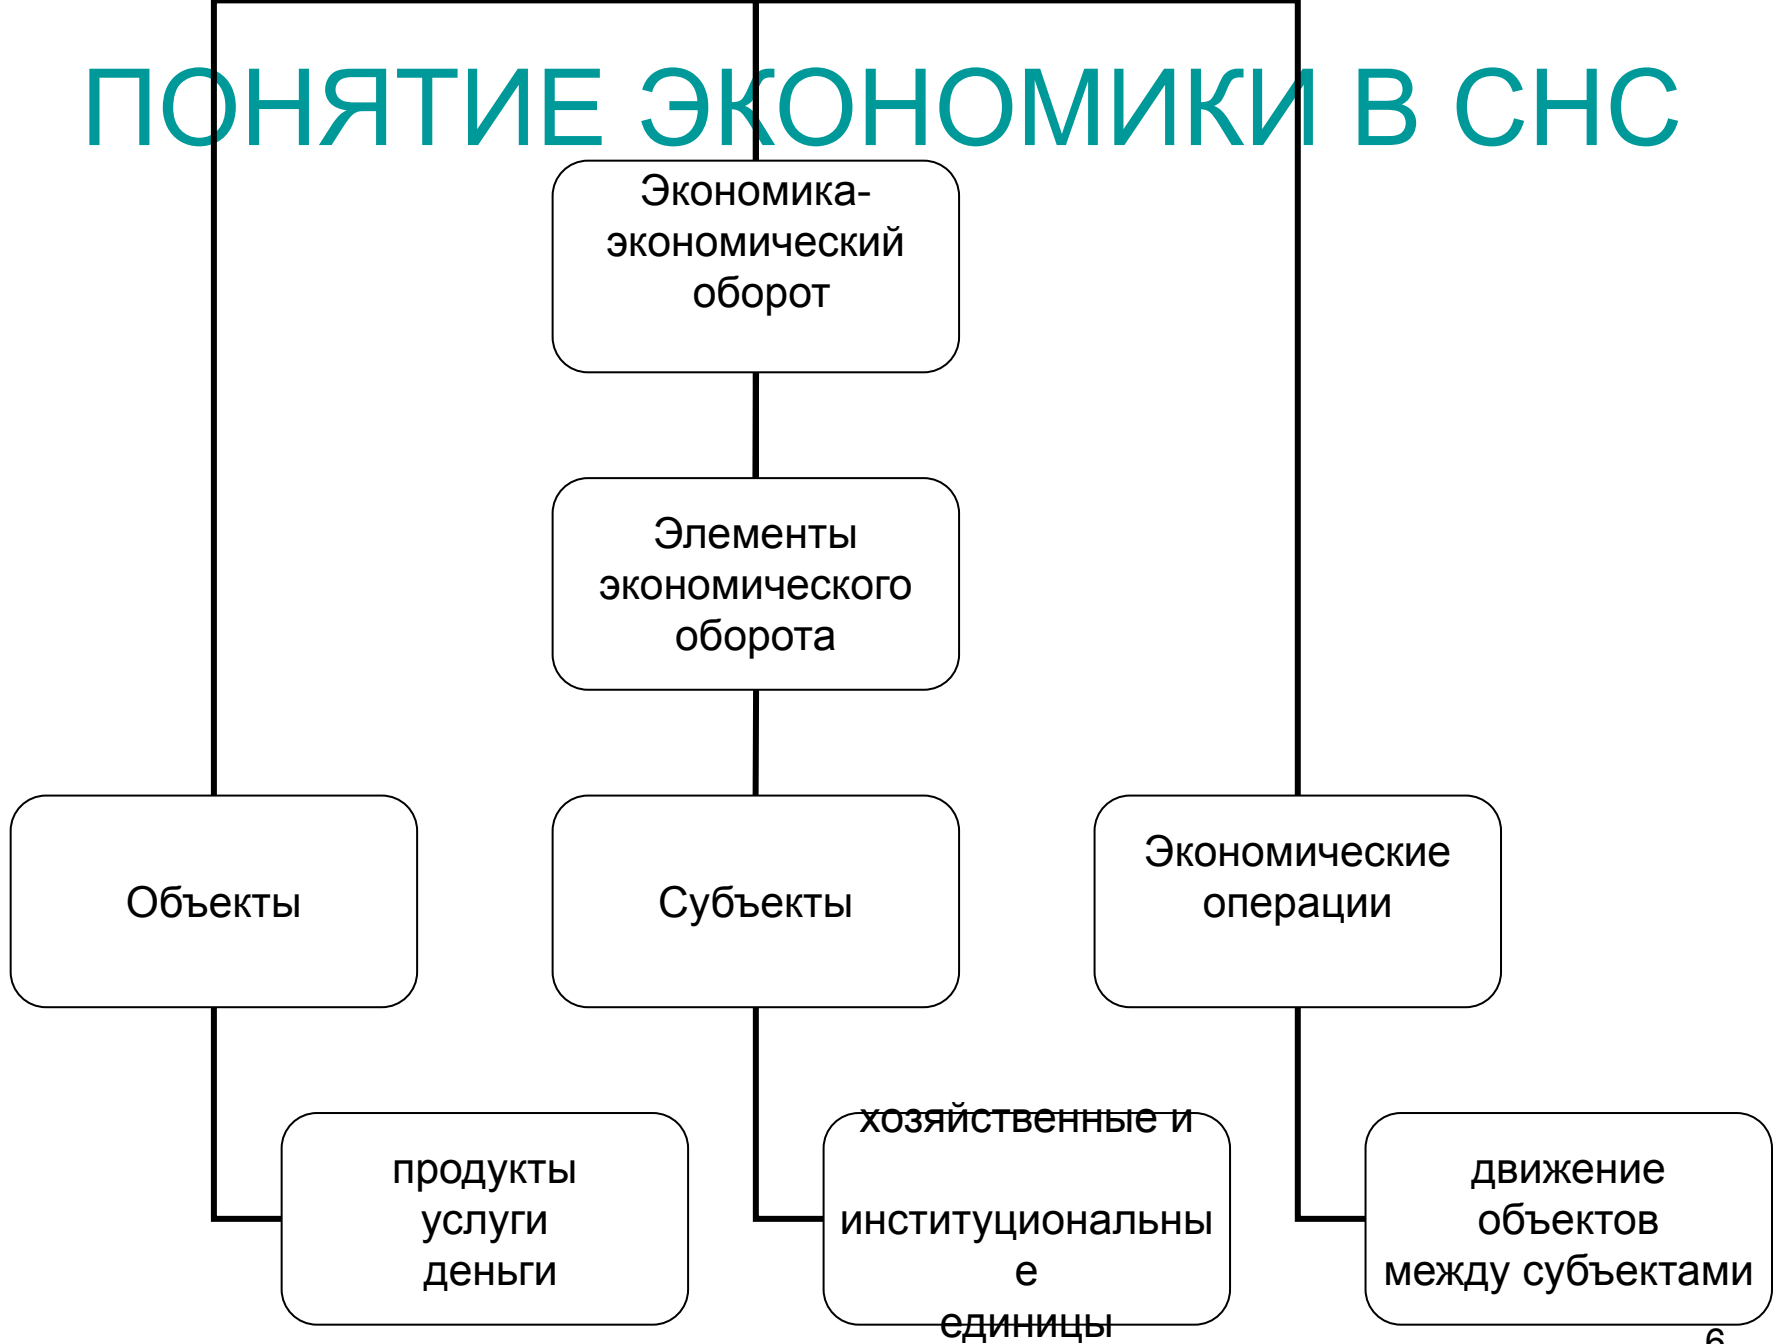 ПОНЯТИЕ ЭКОНОМИКИ В СНС
Экономика-
экономический
оборот
Элементы
экономического
оборота
Объекты
Субъекты
Экономические
операции
продукты
услуги
деньги
хозяйственные и
институциональны
е
единицы
движение
объектов
между субъектами
6